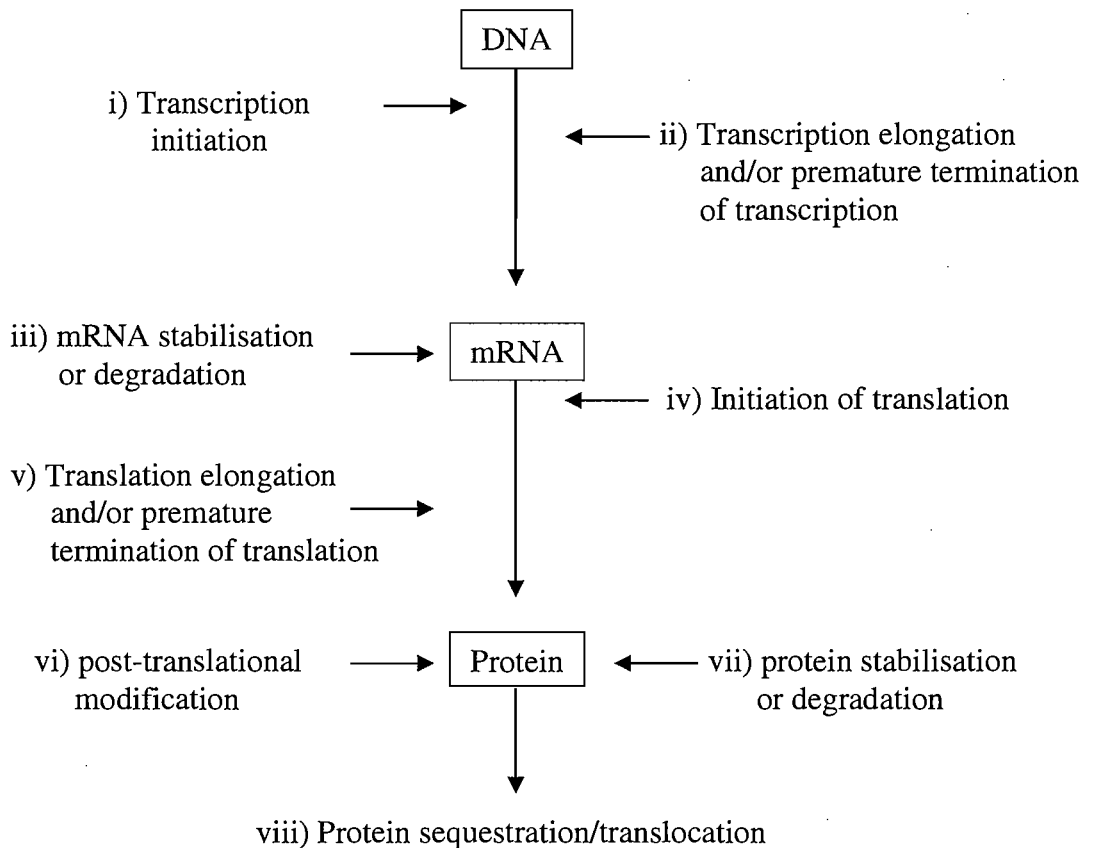 DNA
i) Transcription
initiation
ii) Transcription elongation
and/or premature termination
of transcription
iii) mRNA stabilisation
or degradation
mRNA
iv) Initiation of translation
v) Translation elongation
and/or premature
termination of translation
vi) post-translational
modification
Protein
vii) protein stabilisation
or degradation
viii) Protein sequestration/translocation